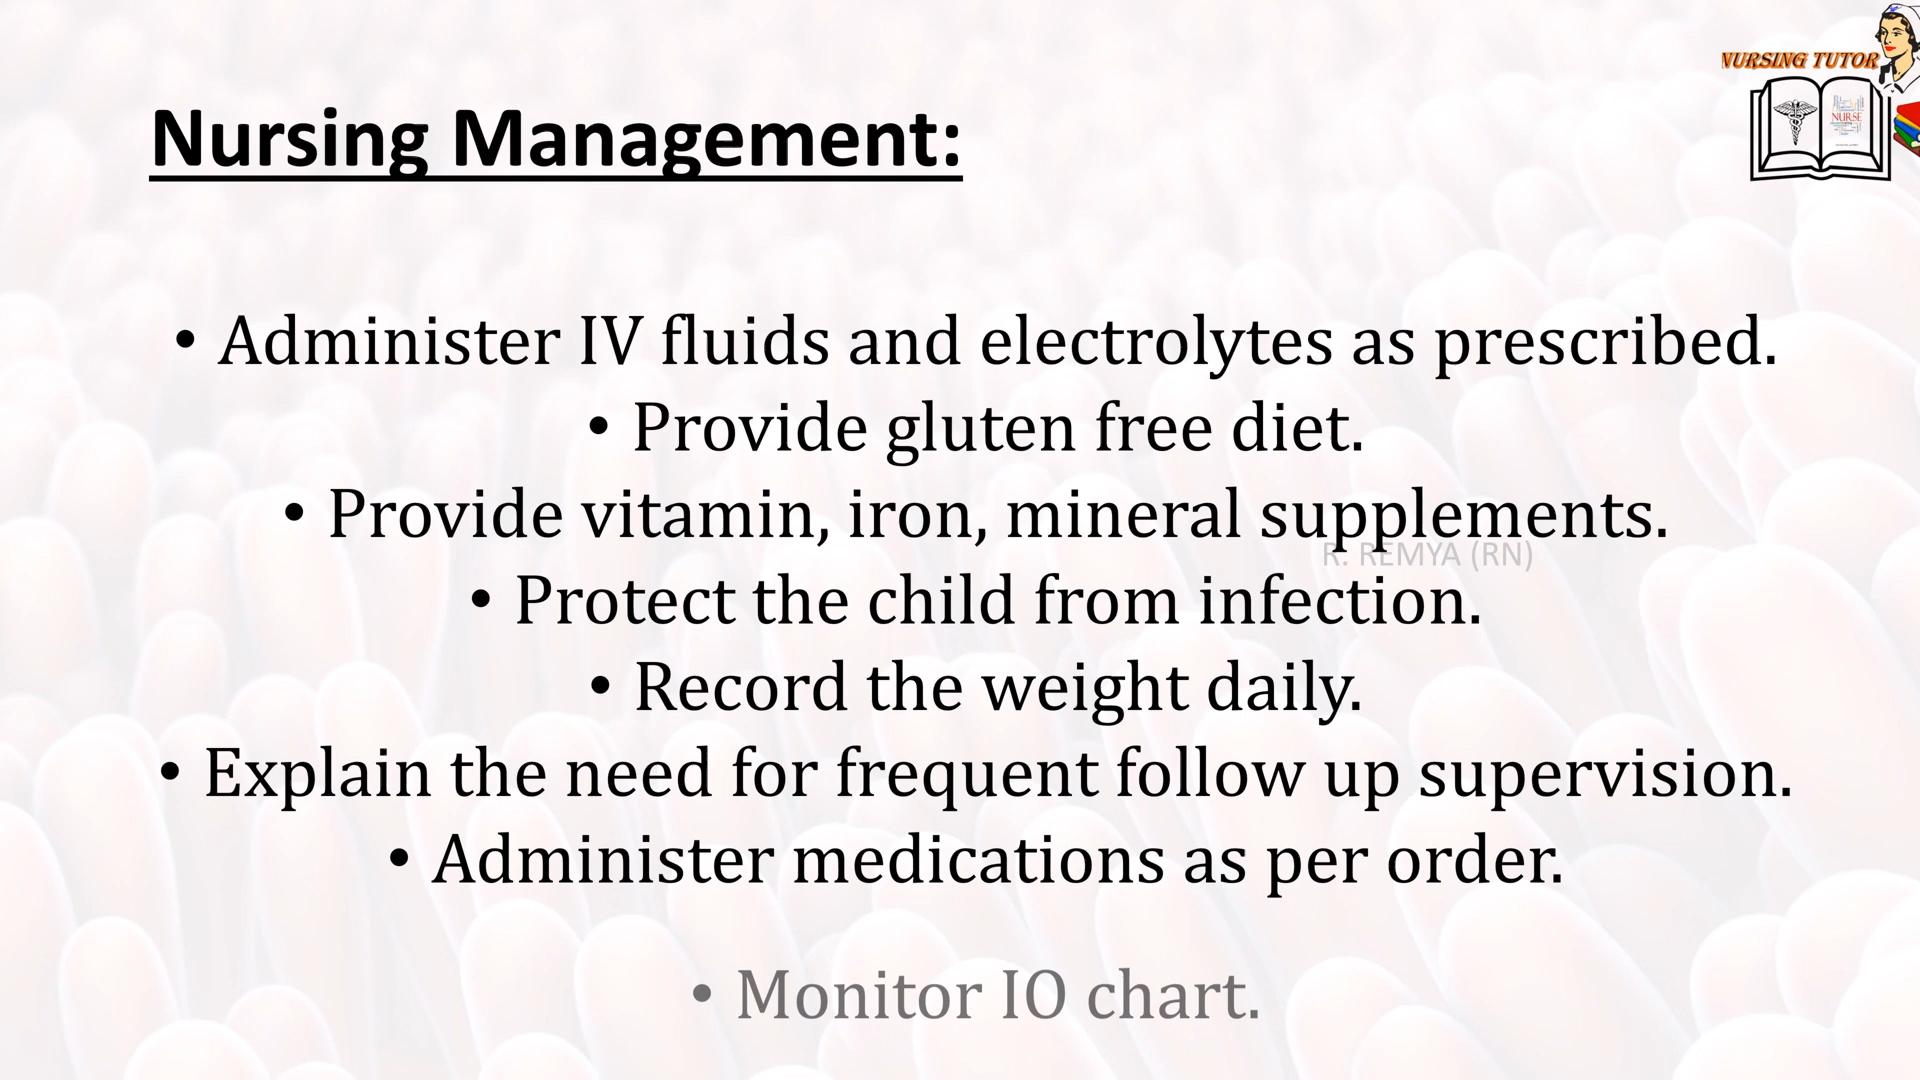 NURSING TUTOR
NURSE
Nursing Management:
• Administer IV fluids and electrolytes as prescribed.
• Provide gluten free diet.
• Provide vitamin, iron, mineral supplements.
R. REMYA (RN)
• Protect the child from infection.
• Record the weight daily.
• Explain the need for frequent follow up supervision.
• Administer medications as per order.
• Monitor IO chart.